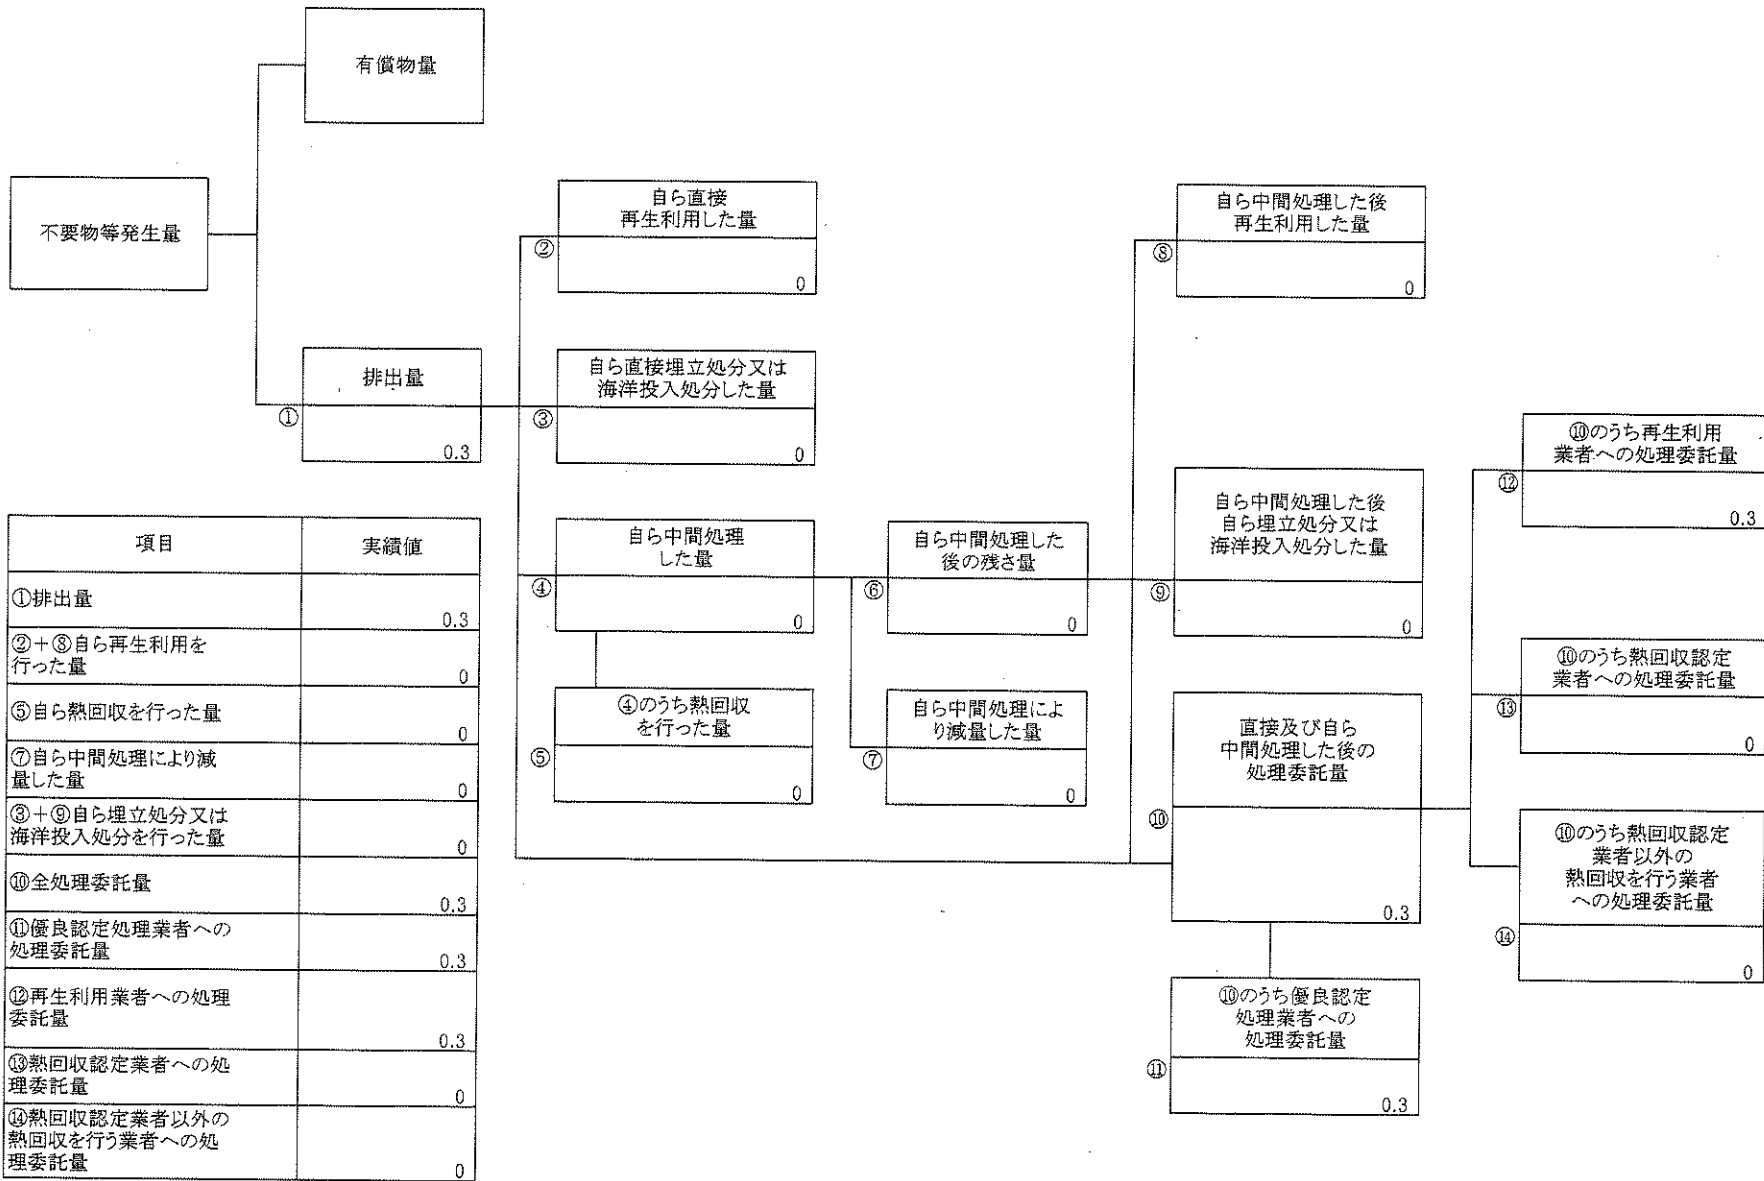 有償物量
不要物等発生量
排出量
①
0.3
自ら直接
再生利用した量
②
0
自ら直接埋立処分又は
海洋投入処分した量
③
0
自ら中間処理
した量
④
0
④のうち熱回収
を行った量
⑤
0
自ら中間処理した
後の残さ量
⑥
0
自ら中間処理によ
り減量した量
⑦
0
自ら中間処理した後
再生利用した量
⑧
0
自ら中間処理した後
自ら埋立処分又は
海洋投入処分した量
⑨
0
直接及び自ら
中間処理した後の
処理委託量
⑩
0.3
⑩のうち優良認定
処理業者への
処理委託量
⑪
0.3
⑩のうち再生利用
業者への処理委託量
⑫
0.3
⑩のうち熱回収認定
業者への処理委託量
⑬
0
⑩のうち熱回収認定
業者以外の
熱回収を行う業者
への処理委託量
⑭
0
項目 実績値
①排出量
0.3
②+⑧自ら再生利用を
行った量
0
⑤自ら熱回収を行った量
0
⑦自ら中間処理により減
量した量
0
③+⑨自ら埋立処分又は
海洋投入処分を行った量
0
⑩全処理委託量
0.3
⑪優良認定処理業者への
処理委託量
0.3
⑫再生利用業者への処理
委託量
0.3
⑬熱回収認定業者への処
理委託量
0
⑭熱回収認定業者以外の
熱回収を行う業者への処
理委託量
0